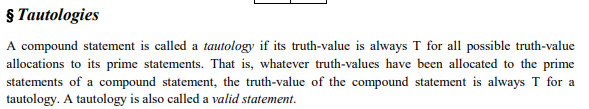 § Tautologies
A compound statement is called a tautology if its truth-value is always T for all possible truth-value
allocations to its prime statements. That is, whatever truth-values have been allocated to the prime
statements of a compound statement, the truth-value of the compound statement is always T for a
tautology. A tautology is also called a valid statement.